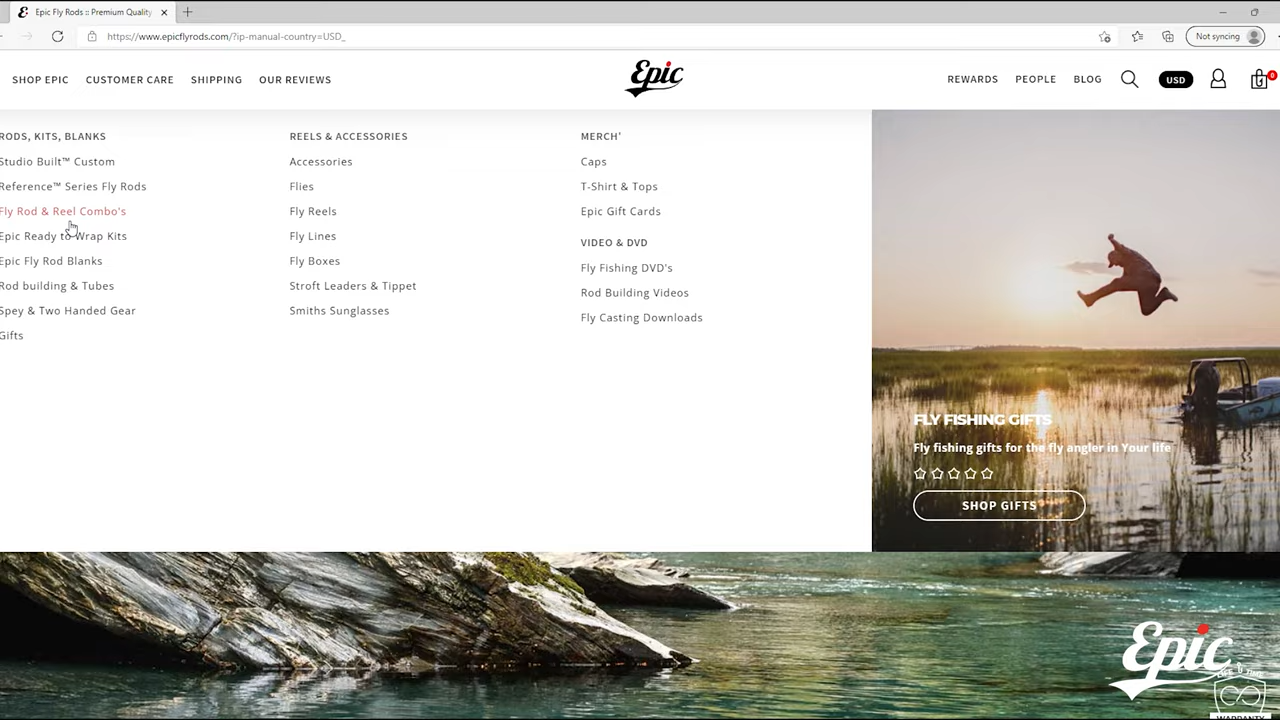 Epic Fly Rods :: Premium Quality
https://www.epicflyrods.com/?ip-manual-country=USD_
Not syncing
SHOP EPIC
CUSTOMER CARE
SHIPPING
OUR REVIEWS
Epic
REWARDS
PEOPLE
BLOG
USD
0
RODS, KITS, BLANKS
Studio Built™ Custom
Reference™ Series Fly Rods
Fly Rod & Reel Combo's
Epic Ready to Wrap Kits
Epic Fly Rod Blanks
Rod building & Tubes
Spey & Two Handed Gear
Gifts
REELS & ACCESSORIES
Accessories
Flies
Fly Reels
Fly Lines
Fly Boxes
Stroft Leaders & Tippet
Smiths Sunglasses
MERCH'
Caps
T-Shirt & Tops
Epic Gift Cards
VIDEO & DVD
Fly Fishing DVD's
Rod Building Videos
Fly Casting Downloads
FLY FISHING GIFTS
Fly fishing gifts for the fly angler in Your life
SHOP GIFTS
Epic
WARRANTY